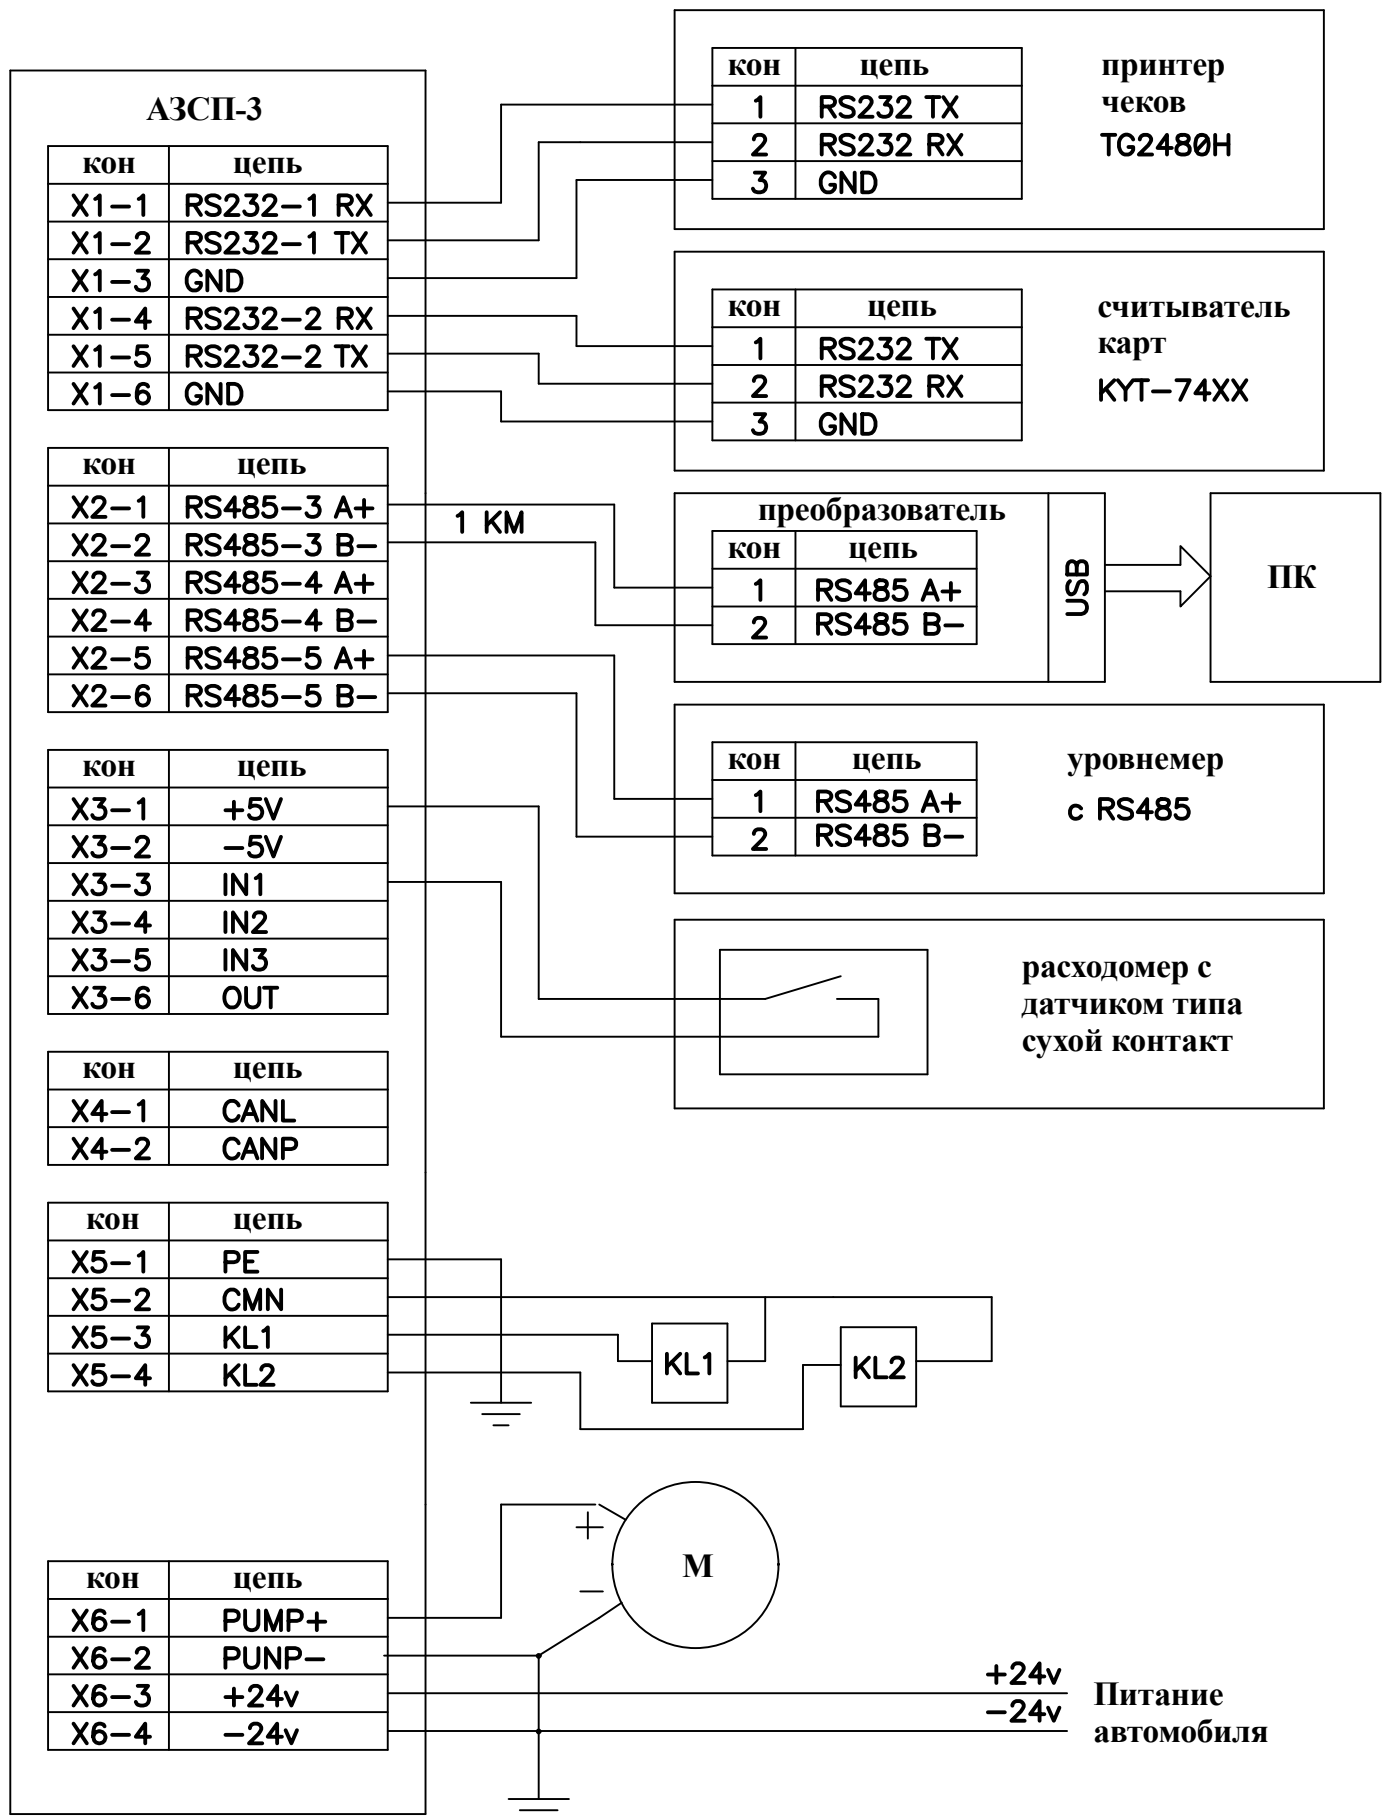 АЗСП-3
кон цепь
X1-1 RS232-1 RX
X1-2 RS232-1 TX
X1-3 GND
X1-4 RS232-2 RX
X1-5 RS232-2 TX
X1-6 GND
кон цепь
X2-1 RS485-3 A+
X2-2 RS485-3 B-
X2-3 RS485-4 A+
X2-4 RS485-4 B-
X2-5 RS485-5 A+
X2-6 RS485-5 B-
1 KM
кон цепь
X3-1 +5V
X3-2 -5V
X3-3 IN1
X3-4 IN2
X3-5 IN3
X3-6 OUT
кон цепь
X4-1 CANL
X4-2 CANP
кон цепь
X5-1 PE
X5-2 CMN
X5-3 KL1
X5-4 KL2
кон цепь
X6-1 PUMP+
X6-2 PUNP-
X6-3 +24v
X6-4 -24v
кон цепь
1 RS232 TX
2 RS232 RX
3 GND
принтер
чеков
TG2480H
кон цепь
1 RS232 TX
2 RS232 RX
3 GND
считыватель
карт
KYT-74XX
преобразователь
кон цепь
1 RS485 A+
2 RS485 B-
USB
ПК
кон цепь
1 RS485 A+
2 RS485 B-
уровнемер
с RS485
расходомер с
датчиком типа
сухой контакт
KL1
KL2
+
-
М
+24v
-24v
Питание
автомобиля